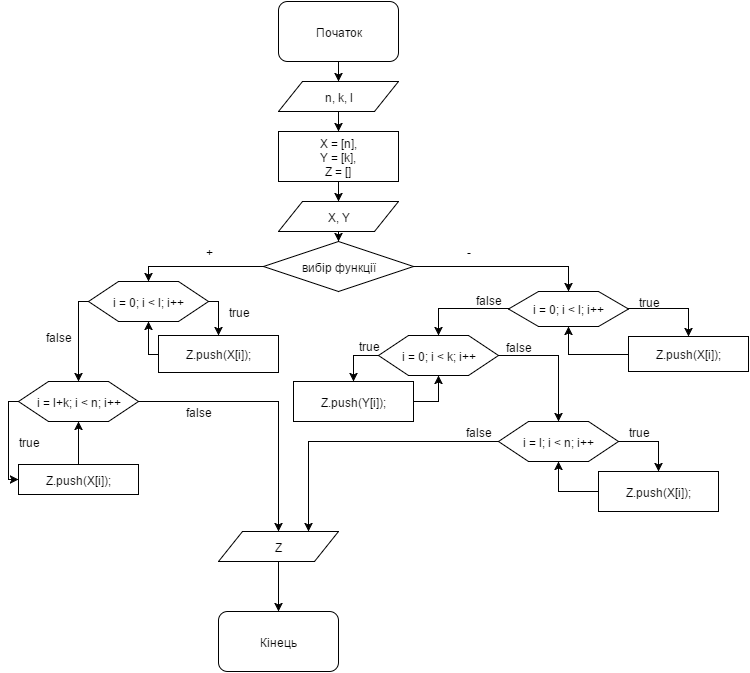 Початок
n, k, l
X = [n],
Y = [k],
Z = []
X, Y
+
-
вибір функції
i = 0; i < l; i++
true
false
Z.push(X[i]);
i = l+k; i < n; i++
false
true
Z.push(X[i]);
false
i = 0; i < l; i++
true
Z.push(X[i]);
true
i = 0; i < k; i++
false
Z.push(Y[i]);
false
i = l; i < n; i++
true
Z.push(X[i]);
Z
Кінець